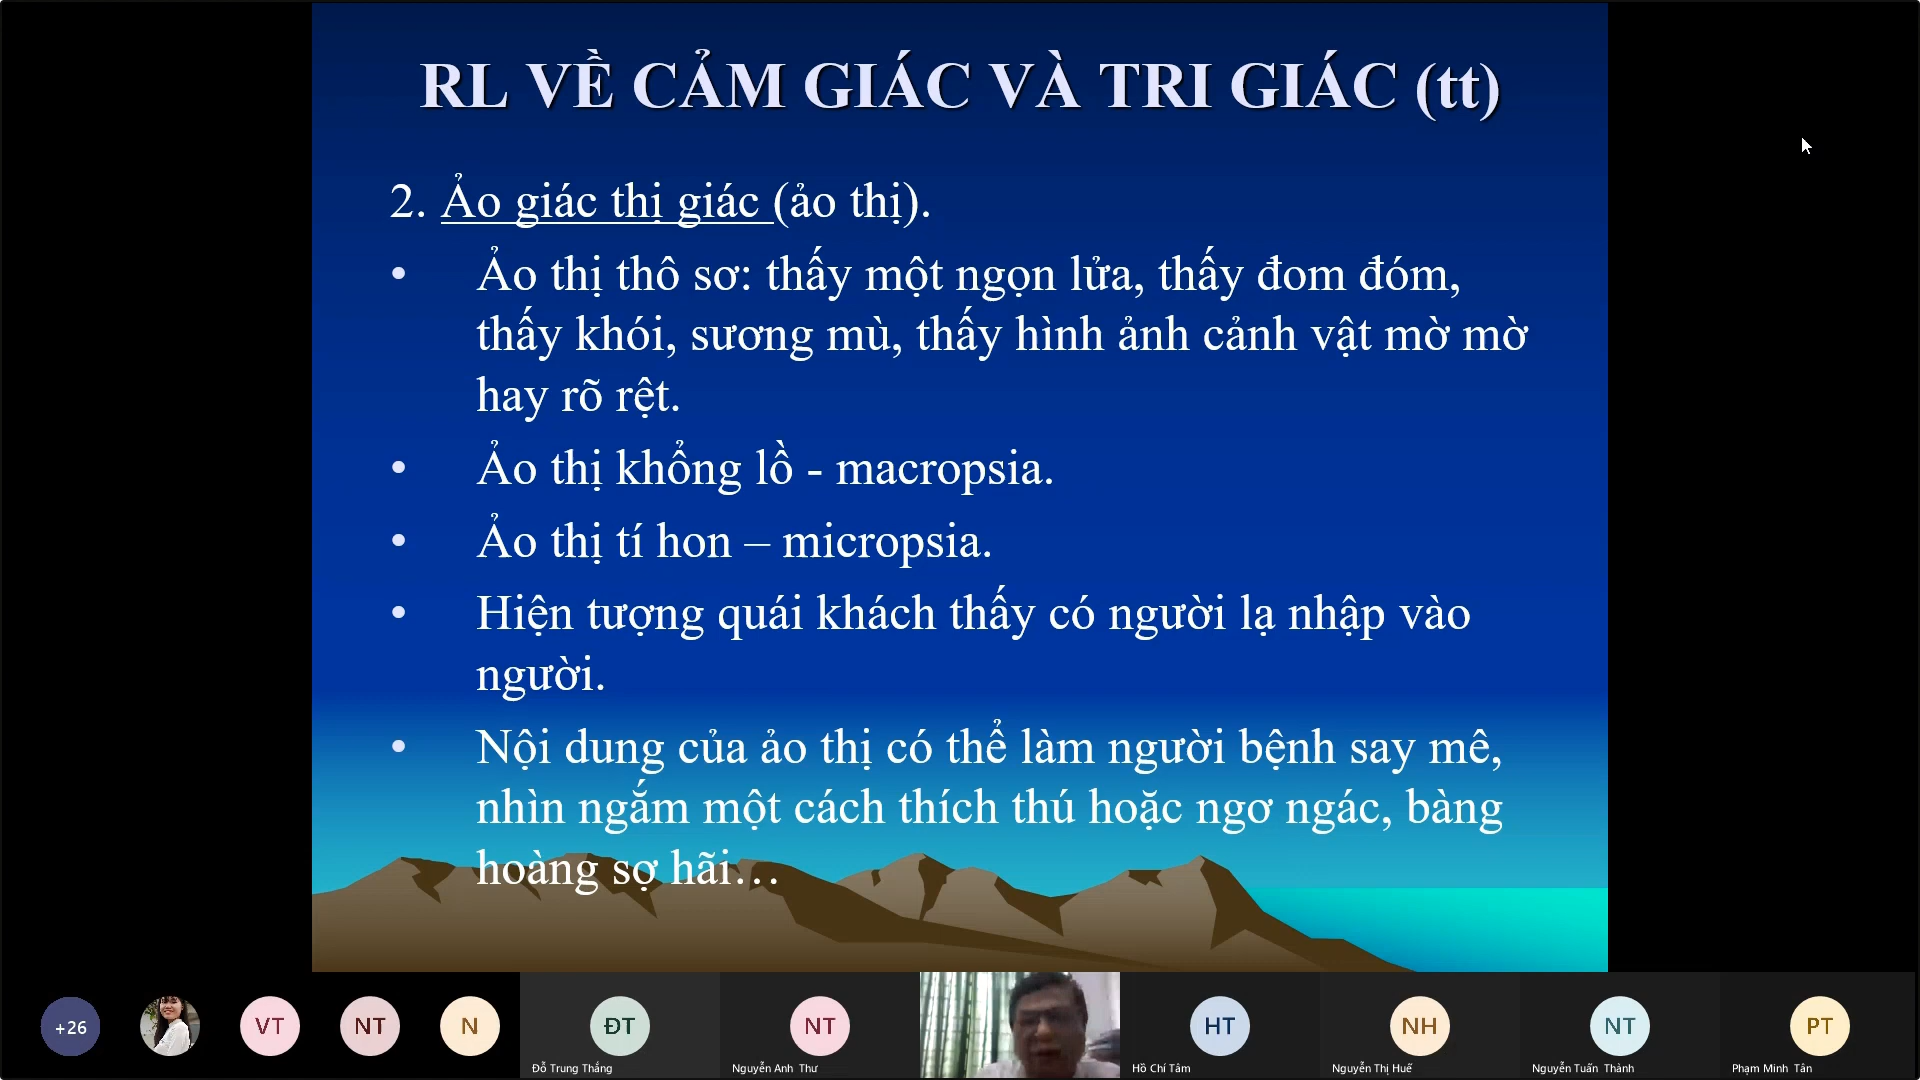 RL VỀ CẢM GIÁC VÀ TRI GIÁC (tt)
2. Ảo giác thị giác (ảo thị).
• Ảo thị thô sơ: thấy một ngọn lửa, thấy đom đóm,
thấy khói, sương mù, thấy hình ảnh cảnh vật mờ mờ
hay rõ rệt.
• Ảo thị khổng lồ - macropsia.
• Ảo thị tí hon – micropsia.
• Hiện tượng quái khách thấy có người lạ nhập vào
người.
• Nội dung của ảo thị có thể làm người bệnh say mê,
nhìn ngắm một cách thích thú hoặc ngơ ngác, bàng
hoàng sợ hãi…
+26 VT NT N ĐT NT HT NH NT PT
Đỗ Trung Thắng Nguyễn Anh Thư Hồ Chí Tâm Nguyễn Thị Huế Nguyễn Tuấn Thành Phạm Minh Tân